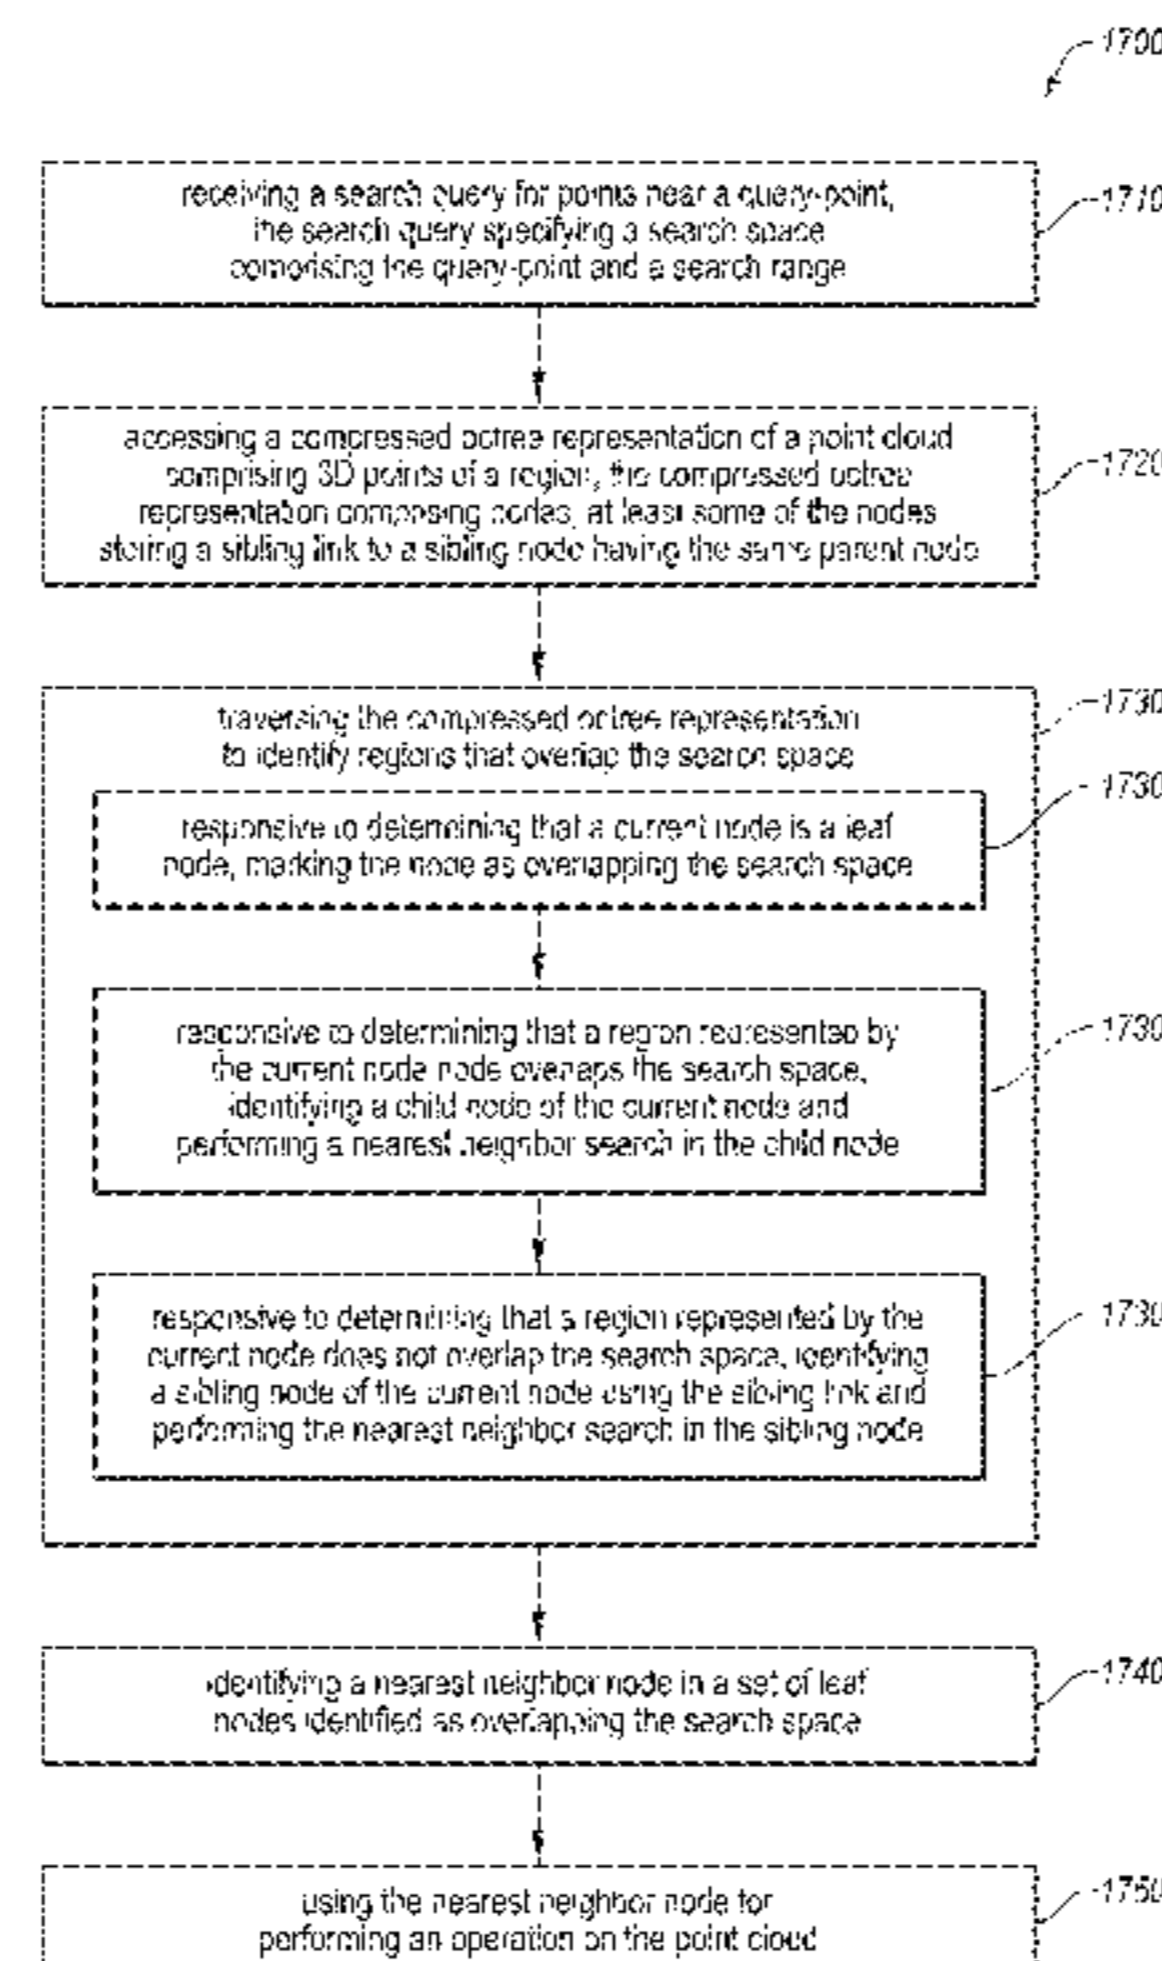 1700
receiving a search query for points near a query-point,
the search query specifying a search space
comprising the query-point and a search range
1710
accessing a compressed octree representation of a point cloud
comprising 3D points of a region, the compressed octree
representation comprising nodes, at least some of the nodes
storing a sibling link to a sibling node having the same parent node
1720
traversing the compressed octree representation
to identify regions that overlap the search space
1730
responsive to determining that a current node is a leaf
node, marking the node as overlapping the search space
1730
responsive to determining that a region represented by
the current node node overlaps the search space,
identifying a child node of the current node and
performing a nearest neighbor search in the child node
1730
responsive to determining that a region represented by the
current node does not overlap the search space, identifying
a sibling node of the current node using the sibling link and
performing the nearest neighbor search in the sibling node
1730
identifying a nearest neighbor node in a set of leaf
nodes identified as overlapping the search space
1740
using the nearest neighbor node for
performing an operation on the point cloud
1750